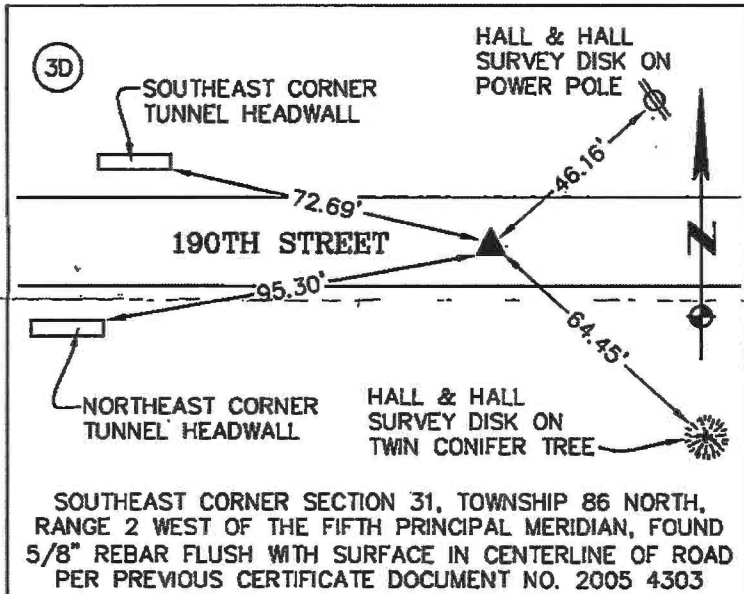 3D
SOUTHEAST CORNER
TUNNEL HEADWALL
HALL & HALL
SURVEY DISK ON
POWER POLE
46.16'
72.69'
190TH STREET
N
95.30'
64.45'
NORTHEAST CORNER
TUNNEL HEADWALL
HALL & HALL
SURVEY DISK ON
TWIN CONIFER TREE
SOUTHEAST CORNER SECTION 31, TOWNSHIP 86 NORTH,
RANGE 2 WEST OF THE FIFTH PRINCIPAL MERIDIAN, FOUND
5/8" REBAR FLUSH WITH SURFACE IN CENTERLINE OF ROAD
PER PREVIOUS CERTIFICATE DOCUMENT NO. 2005 4303